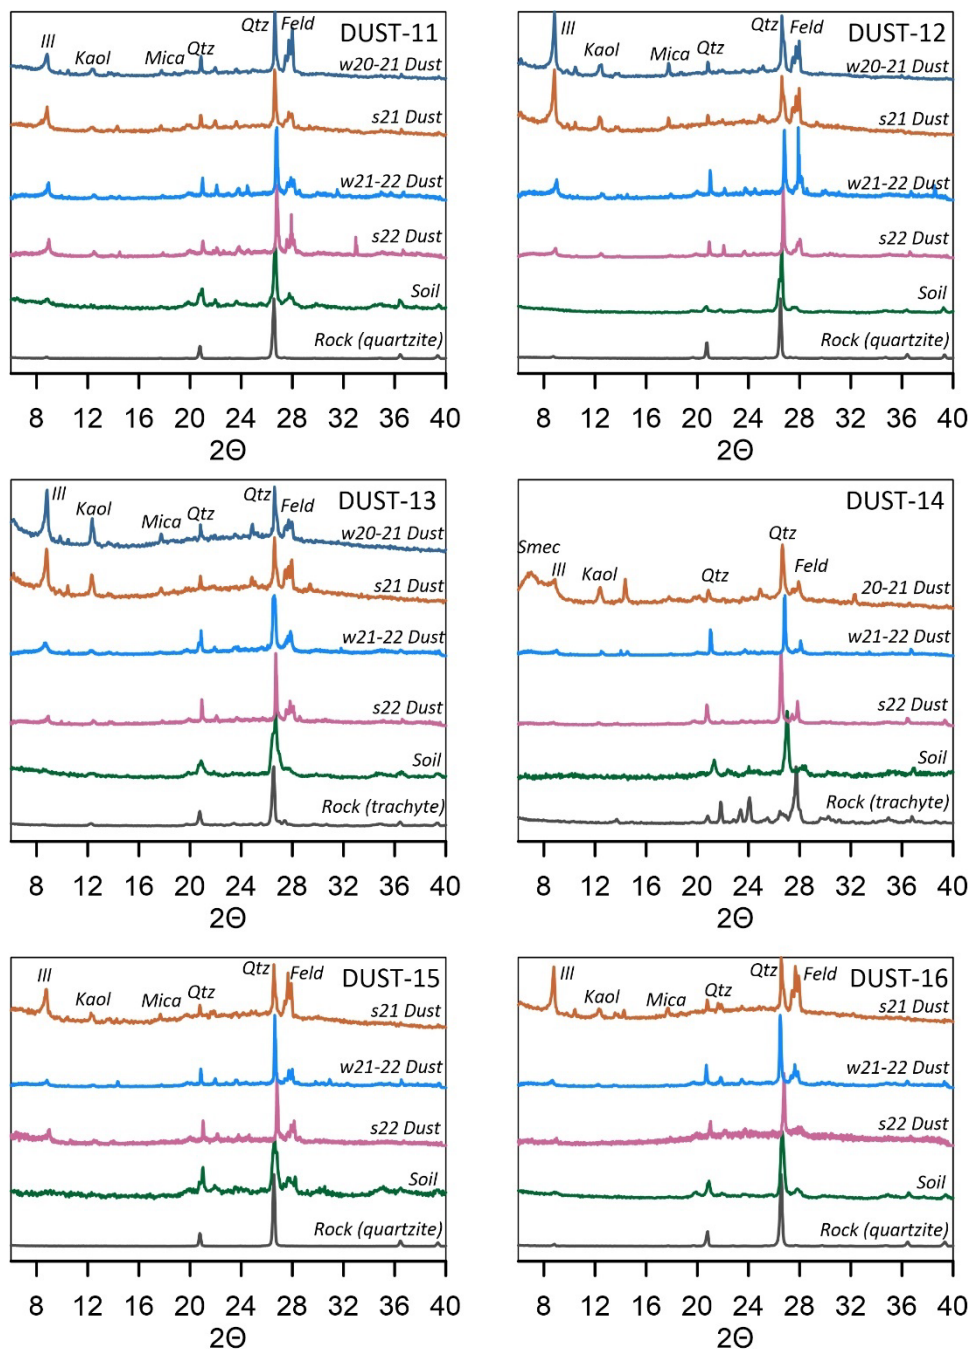 Qtz Feld DUST-11
Ill Kaol Mica Qtz w20-21 Dust
s21 Dust
w21-22 Dust
s22 Dust
Soil
Rock (quartzite)
8 12 16 20 24 28 32 36 40
2Θ
Qtz Feld DUST-12
Ill Kaol Mica Qtz w20-21 Dust
s21 Dust
w21-22 Dust
s22 Dust
Soil
Rock (quartzite)
8 12 16 20 24 28 32 36 40
2Θ
Ill Kaol Mica Qtz Qtz Feld DUST-13
w20-21 Dust
s21 Dust
w21-22 Dust
s22 Dust
Soil
Rock (trachyte)
8 12 16 20 24 28 32 36 40
2Θ
DUST-14
Smec Ill Kaol Qtz Qtz Feld
20-21 Dust
w21-22 Dust
s22 Dust
Soil
Rock (trachyte)
8 12 16 20 24 28 32 36 40
2Θ
Ill Kaol Mica Qtz Qtz Feld DUST-15
s21 Dust
w21-22 Dust
s22 Dust
Soil
Rock (quartzite)
8 12 16 20 24 28 32 36 40
2Θ
Ill Kaol Mica Qtz Qtz Feld DUST-16
s21 Dust
w21-22 Dust
s22 Dust
Soil
Rock (quartzite)
8 12 16 20 24 28 32 36 40
2Θ